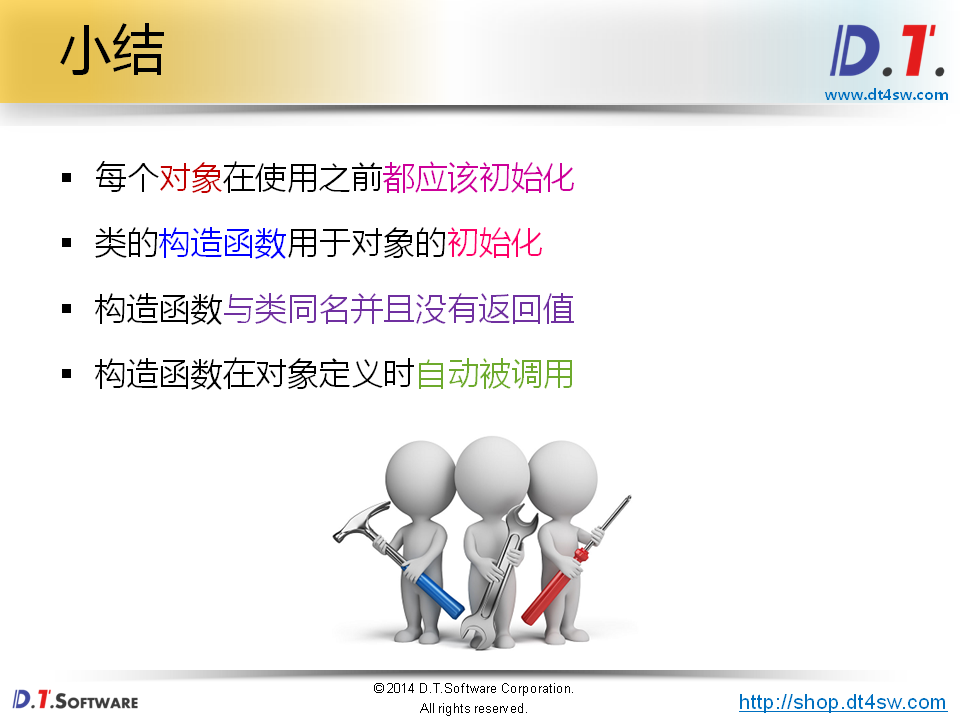 小结
D.T.
www.dt4sw.com
▪ 每个对象在使用之前都应该初始化
▪ 类的构造函数用于对象的初始化
▪ 构造函数与类同名并且没有返回值
▪ 构造函数在对象定义时自动被调用
D.T.SOFTWARE
©2014 D.T.Software Corporation.
All rights reserved.
http://shop.dt4sw.com